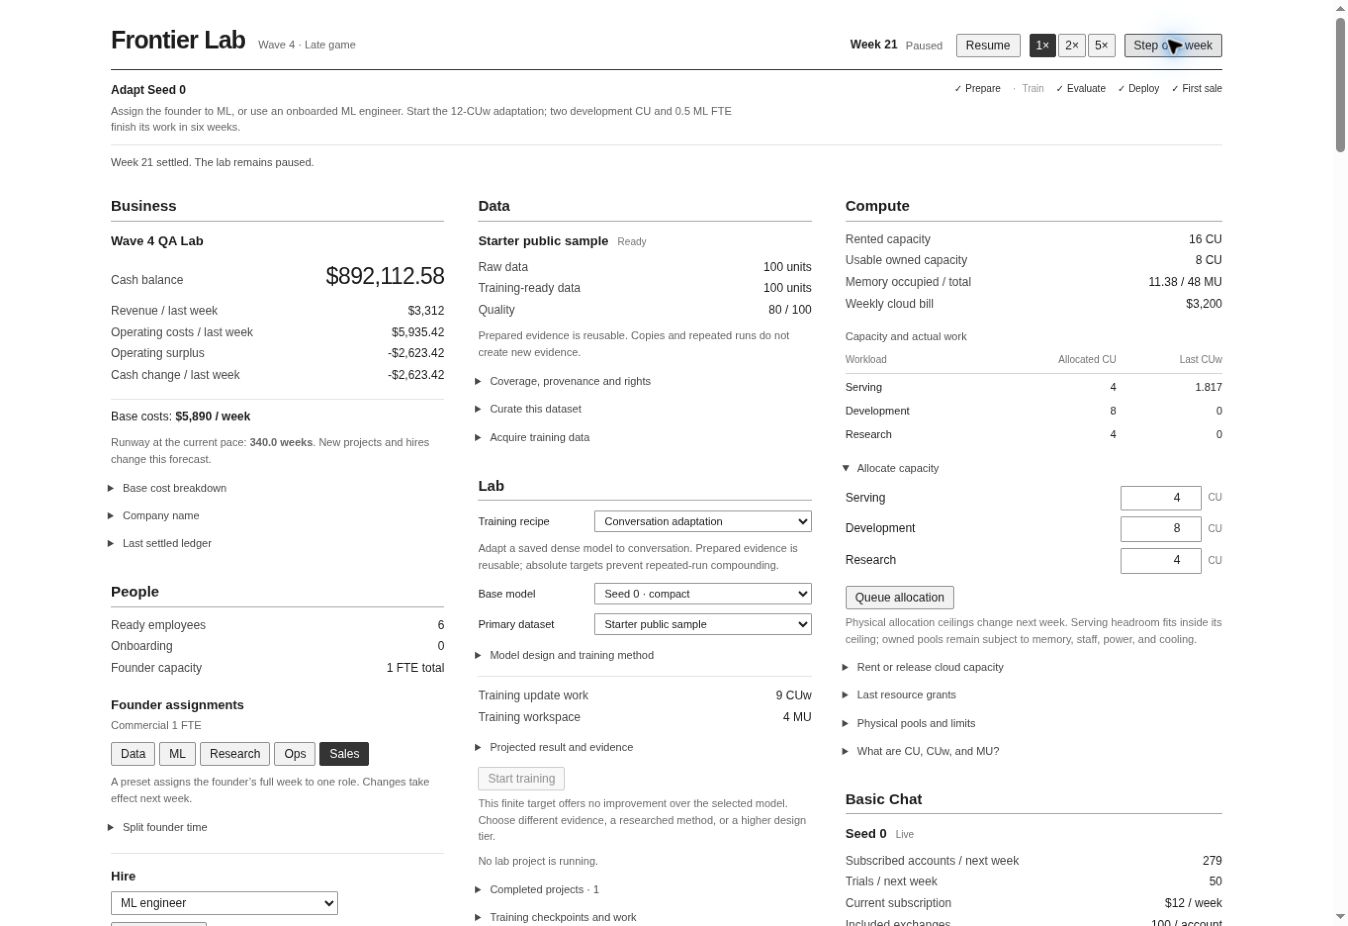 Frontier Lab
Wave 4 · Late game
Week 21 Paused Resume 1× 2× 5× Step o week
Adapt Seed 0
Assign the founder to ML, or use an onboarded ML engineer. Start the 12-CUw adaptation; two development CU and 0.5 ML FTE
finish its work in six weeks.
✓ Prepare · Train ✓ Evaluate ✓ Deploy ✓ First sale
Week 21 settled. The lab remains paused.
Business
Wave 4 QA Lab
Cash balance $892,112.58
Revenue / last week $3,312
Operating costs / last week $5,935.42
Operating surplus -$2,623.42
Cash change / last week -$2,623.42
Base costs: $5,890 / week
Runway at the current pace: 340.0 weeks. New projects and hires
change this forecast.
Base cost breakdown
Company name
Last settled ledger
People
Ready employees 6
Onboarding 0
Founder capacity 1 FTE total
Founder assignments
Commercial 1 FTE
Data ML Research Ops Sales
A preset assigns the founder's full week to one role. Changes take
effect next week.
Split founder time
Hire
ML engineer
Data
Starter public sample Ready
Raw data 100 units
Training-ready data 100 units
Quality 80 / 100
Prepared evidence is reusable. Copies and repeated runs do not
create new evidence.
Coverage, provenance and rights
Curate this dataset
Acquire training data
Lab
Training recipe Conversation adaptation
Adapt a saved dense model to conversation. Prepared evidence is
reusable; absolute targets prevent repeated-run compounding.
Base model Seed 0 · compact
Primary dataset Starter public sample
Model design and training method
Training update work 9 CUw
Training workspace 4 MU
Projected result and evidence
Start training
This finite target offers no improvement over the selected model.
Choose different evidence, a researched method, or a higher design
tier.
No lab project is running.
Completed projects · 1
Training checkpoints and work
Compute
Rented capacity 16 CU
Usable owned capacity 8 CU
Memory occupied / total 11.38 / 48 MU
Weekly cloud bill $3,200
Capacity and actual work
Workload Allocated CU Last CUw
Serving 4 1.817
Development 8 0
Research 4 0
Allocate capacity
Serving 4 CU
Development 8 CU
Research 4 CU
Queue allocation
Physical allocation ceilings change next week. Serving headroom fits inside its
ceiling; owned pools remain subject to memory, staff, power, and cooling.
Rent or release cloud capacity
Last resource grants
Physical pools and limits
What are CU, CUw, and MU?
Basic Chat
Seed 0 Live
Subscribed accounts / next week 279
Trials / next week 50
Current subscription $12 / week
Included exchanges 100 / account